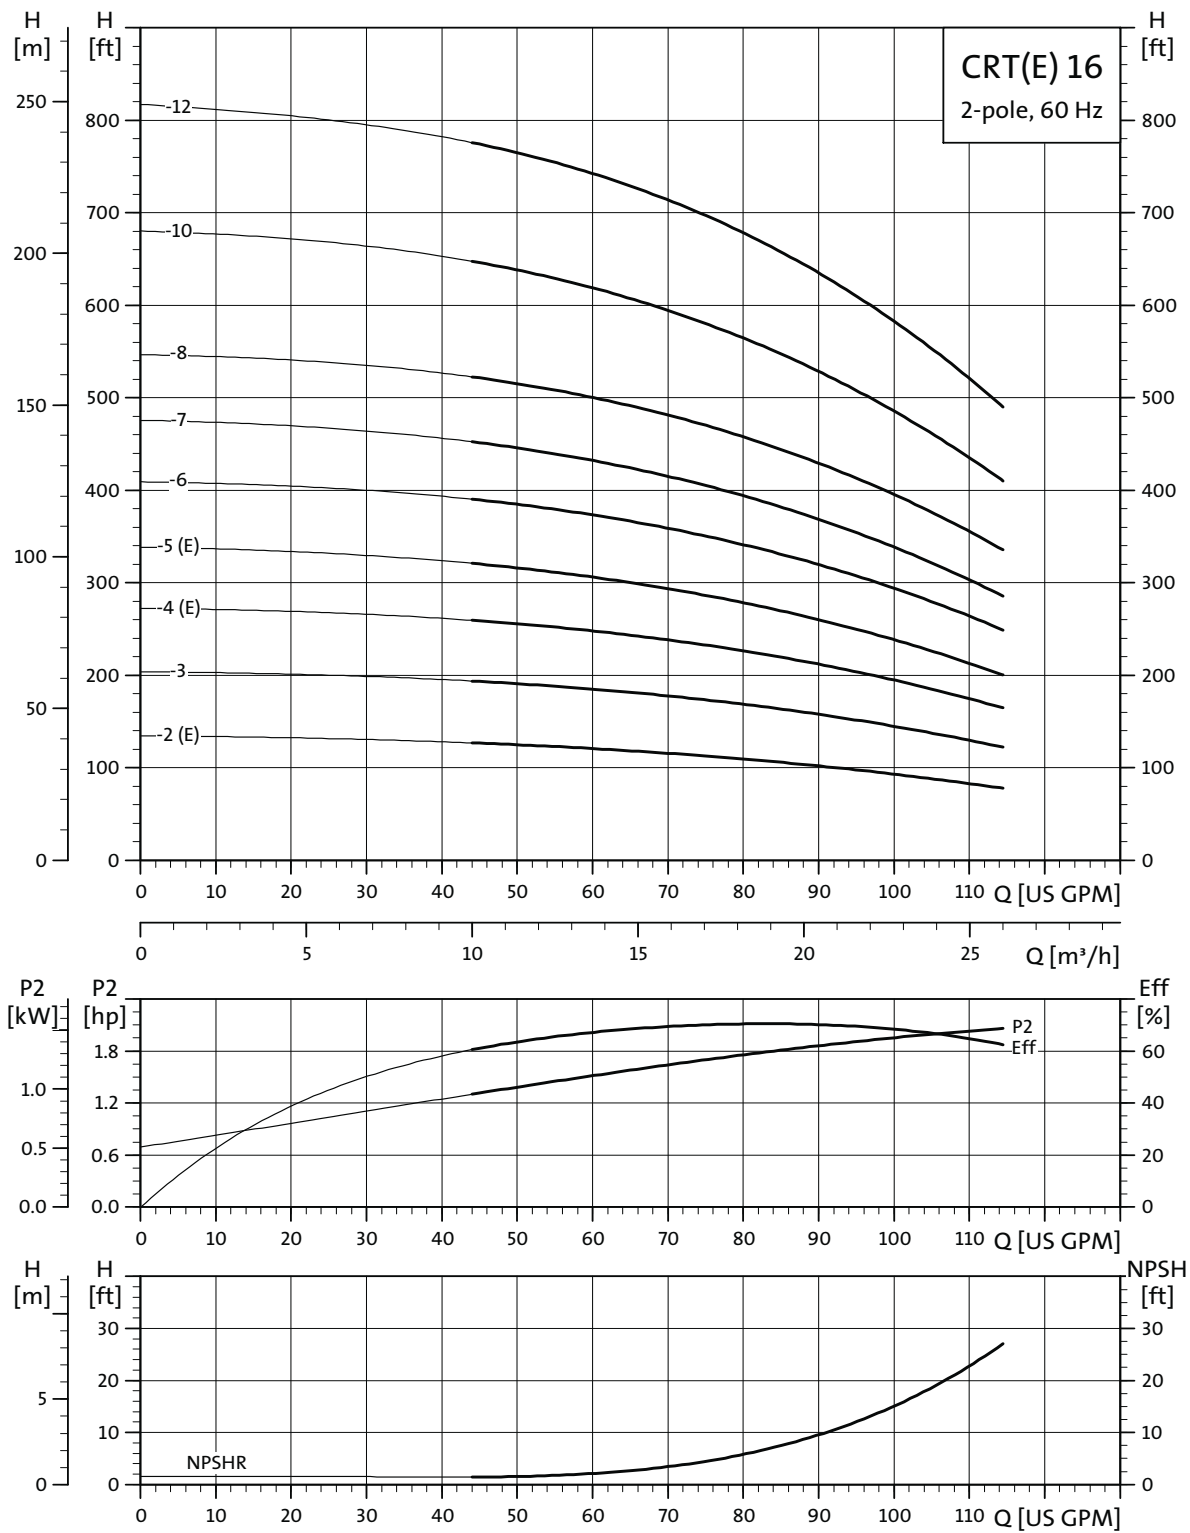 H H H
[m] [ft] [ft]
CRT(E) 16
2-pole, 60 Hz
250 -12
800 800
700 700
-10
200
600 600
-8
500 500
150 -7
-6
400 400
100 -5 (E)
300 300
-4 (E)
200 -3 200
50
-2 (E)
100 100
0 0 0
0 10 20 30 40 50 60 70 80 90 100 110 Q [US GPM]
0 5 10 15 20 25 Q [m³/h]
P2 P2 Eff
[kW] [hp] [%]
P2
Eff
1.8 60
1.0
1.2 40
0.5 0.6 20
0.0 0.0 0
0 10 20 30 40 50 60 70 80 90 100 110 Q [US GPM]
H H NPSH
[m] [ft] [ft]
30 30
20 20
5
10 10
NPSHR
0 0 0
0 10 20 30 40 50 60 70 80 90 100 110 Q [US GPM]